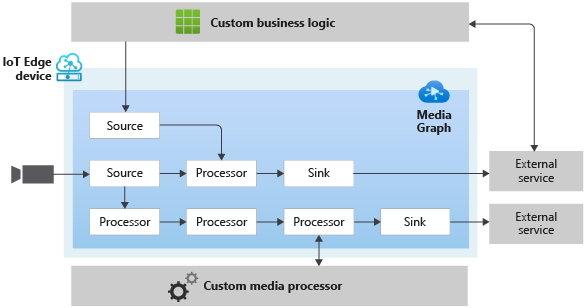 Custom business logic
IoT Edge
device
Media
Graph
Source
Source
Processor
Sink
External
service
Processor
Processor
Processor
Sink
External
service
Custom media processor